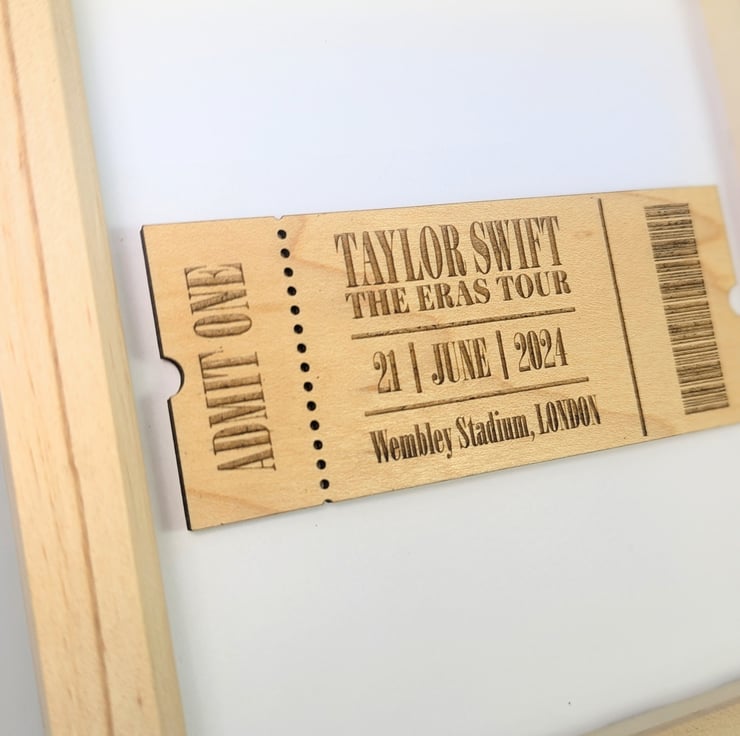 ADMIT ONE
TAYLOR SWIFT
THE ERAS TOUR
21 | JUNE | 2024
Wembley Stadium, LONDON